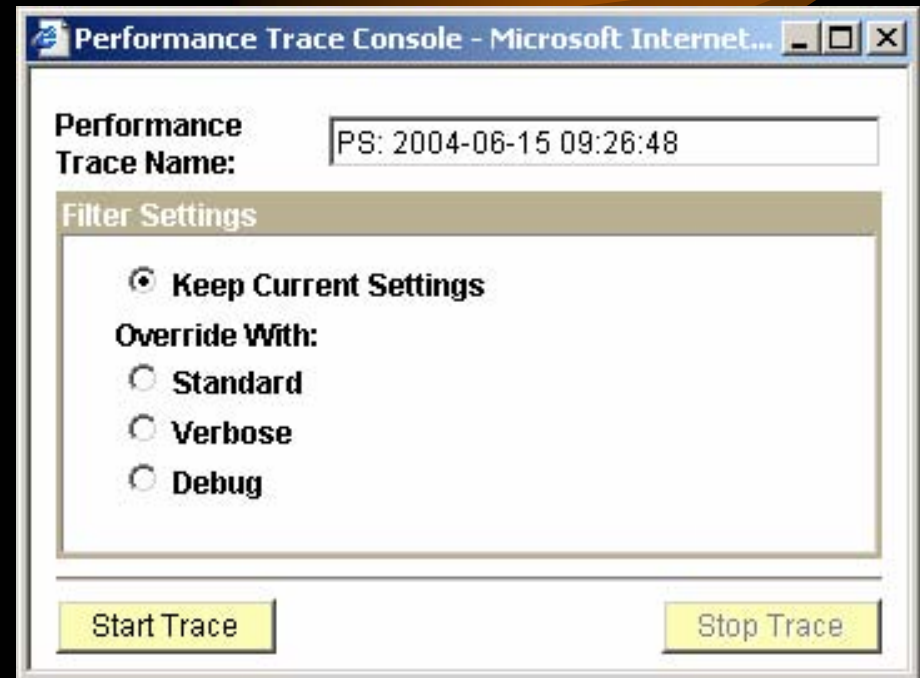 Performance Trace Console - Microsoft Internet...
Performance
Trace Name:
PS: 2004-06-15 09:26:48
Filter Settings
Keep Current Settings
Override With:
Standard
Verbose
Debug
Start Trace
Stop Trace